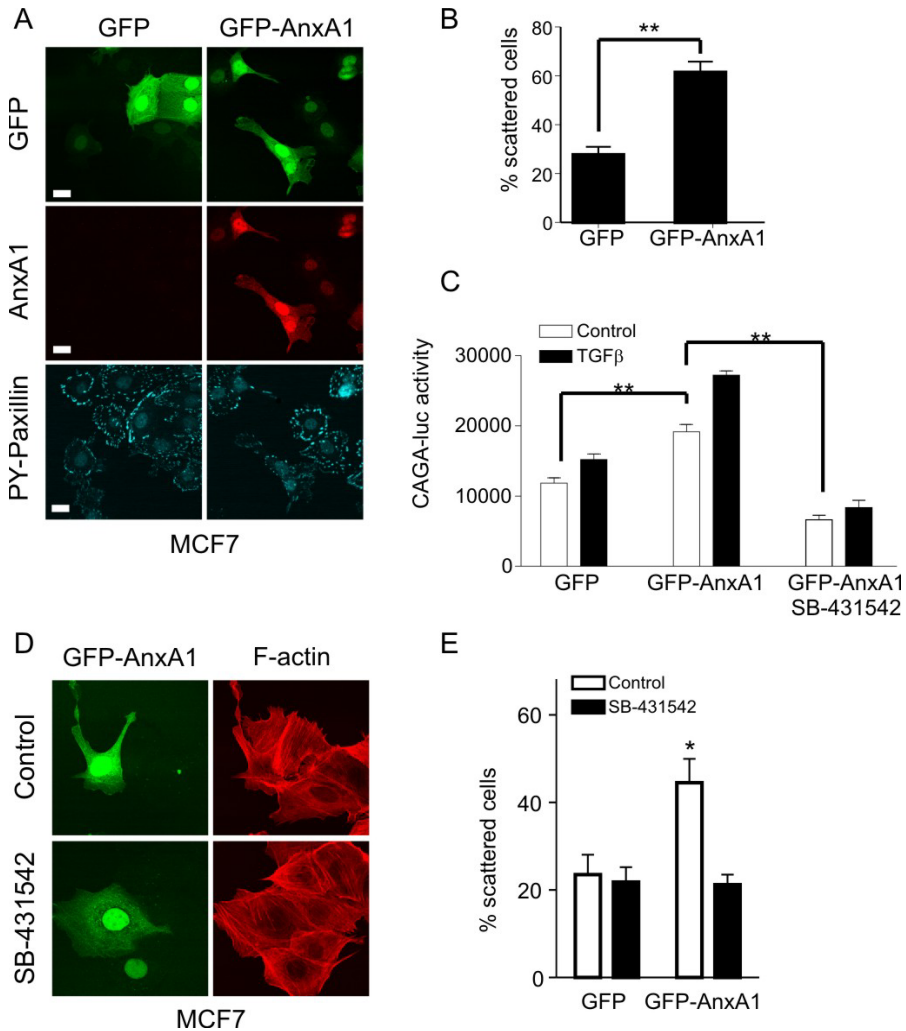 A
GFP
GFP-AnxA1
GFP
AnxA1
PY-Paxillin
MCF7
B
**
% scattered cells
80
60
40
20
0
GFP
GFP-AnxA1
C
Control
TGFβ
**
**
CAGA-luc activity
30000
20000
10000
0
GFP
GFP-AnxA1
GFP-AnxA1
SB-431542
D
GFP-AnxA1
F-actin
Control
SB-431542
MCF7
E
Control
SB-431542
*
% scattered cells
60
40
20
0
GFP
GFP-AnxA1